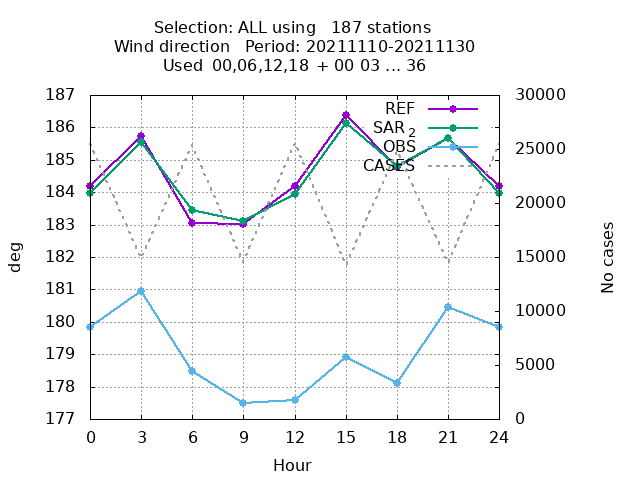 Selection: ALL using   187 stations
Wind direction   Period: 20211110-20211130
Used  00,06,12,18  + 00 03 ... 36
187
186
185
184
183
182
181
180
179
178
177
deg
30000
25000
20000
15000
10000
5000
0
No cases
REF
SAR 2
OBS
CASES
0 3 6 9 12 15 18 21 24
Hour